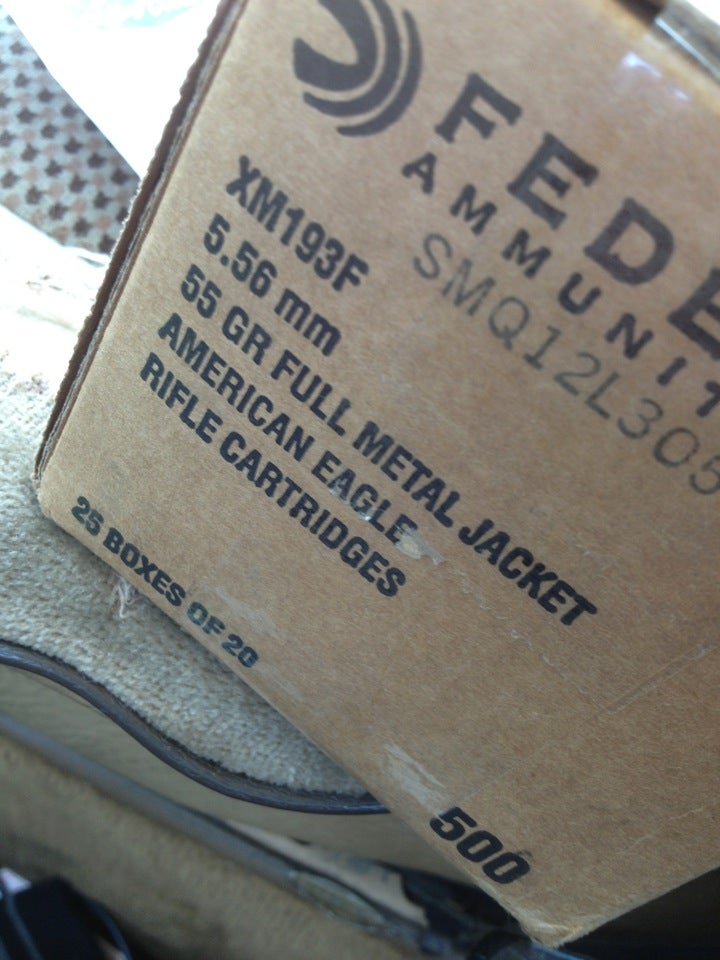 FEDE
AMMUNIT
SMQ12L305
XM193F
5.56 mm
55 GR FULL METAL JACKET
AMERICAN EAGLE
RIFLE CARTRIDGES
25 BOXES OF 20
500